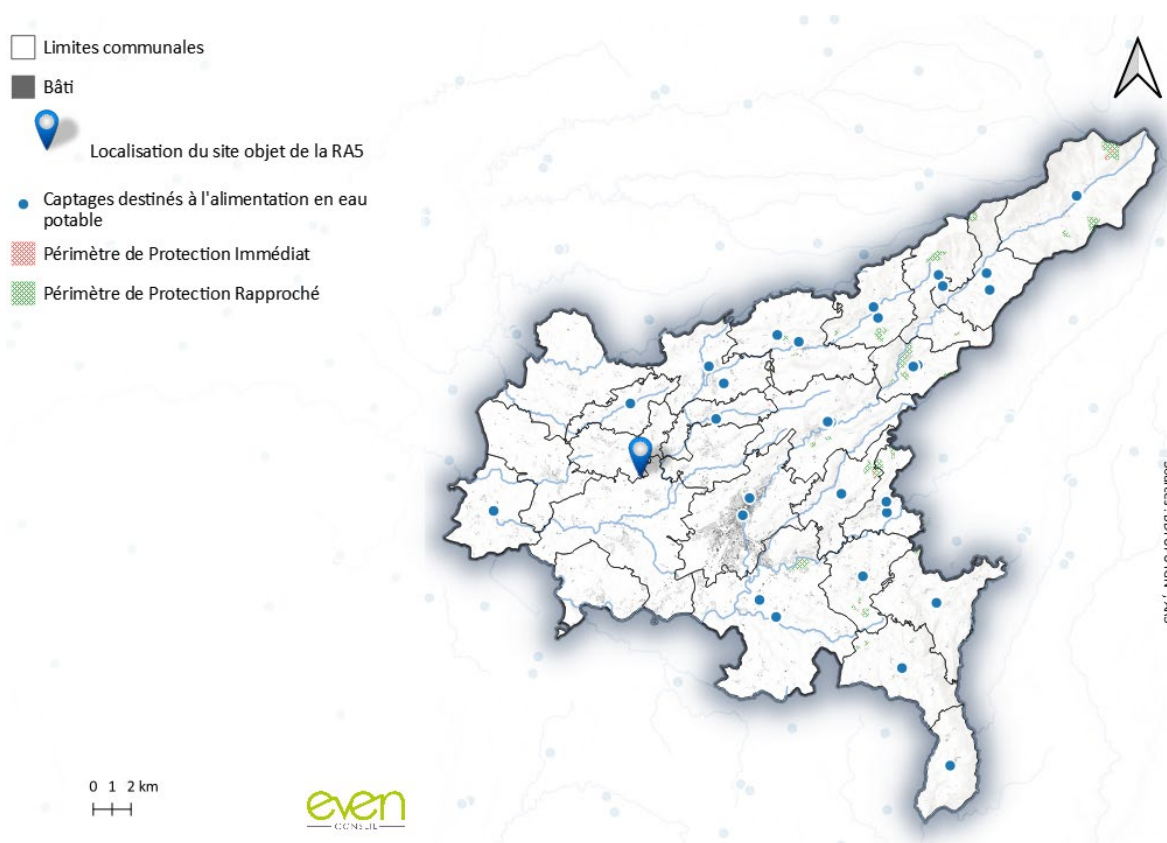 Limites communales
Bâti
Localisation du site objet de la RA5
Captages destinés à l'alimentation en eau
potable
Périmètre de Protection Immédiat
Périmètre de Protection Rapproché
0 1 2 km
even
CONSEIL